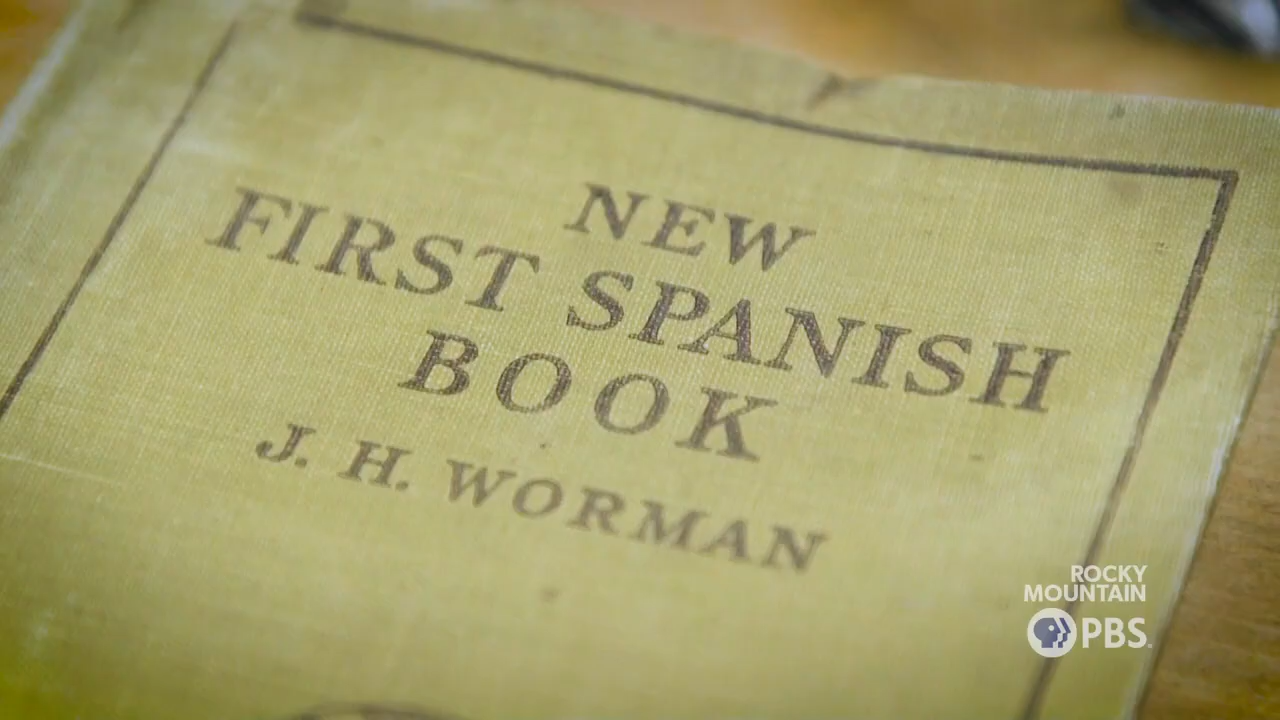 NEW
FIRST SPANISH
BOOK
J. H. WORMAN
ROCKY
MOUNTAIN
PBS